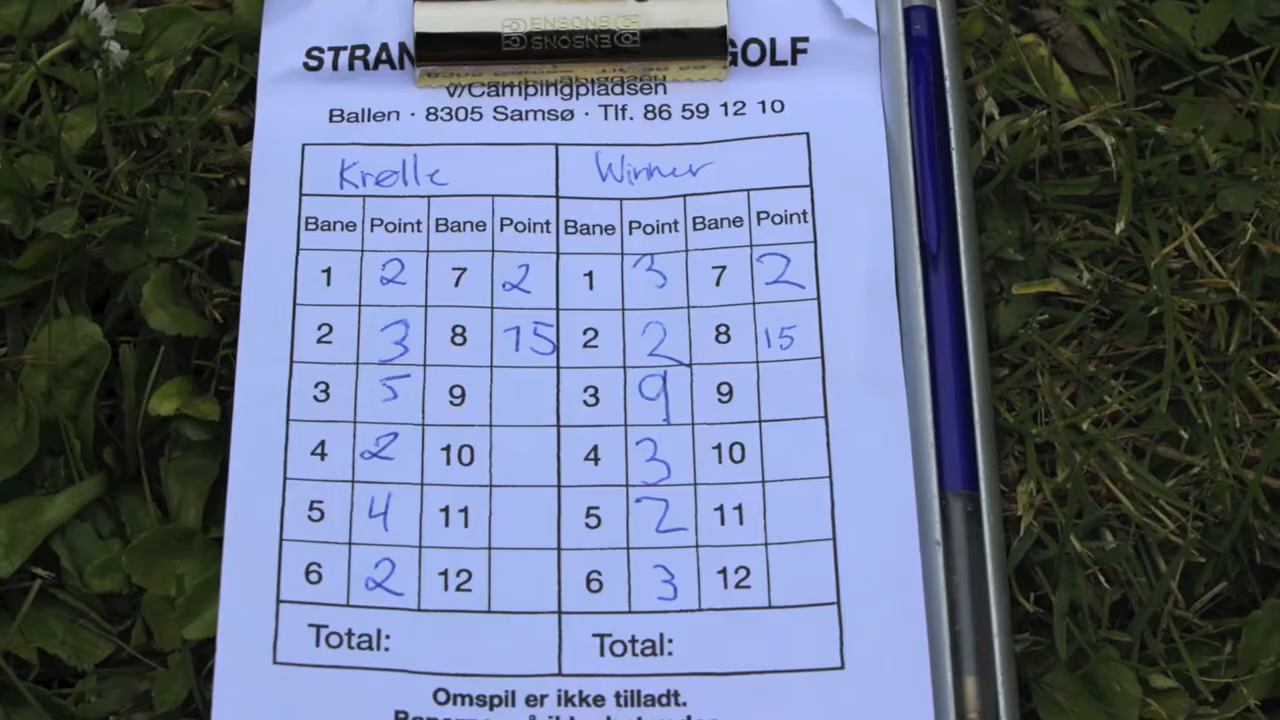 ENSONS
STRAN GOLF
v/Campingpladsen
Ballen · 8305 Samsø · Tlf. 86 59 12 10
Krølle Winner
Bane Point Bane Point Bane Point Bane Point
1 2 7 2 1 3 7 2
2 3 8 15 2 2 8 15
3 5 9 3 9 9
4 2 10 4 3 10
5 4 11 5 2 11
6 2 12 6 3 12
Total: Total:
Omspil er ikke tilladt.